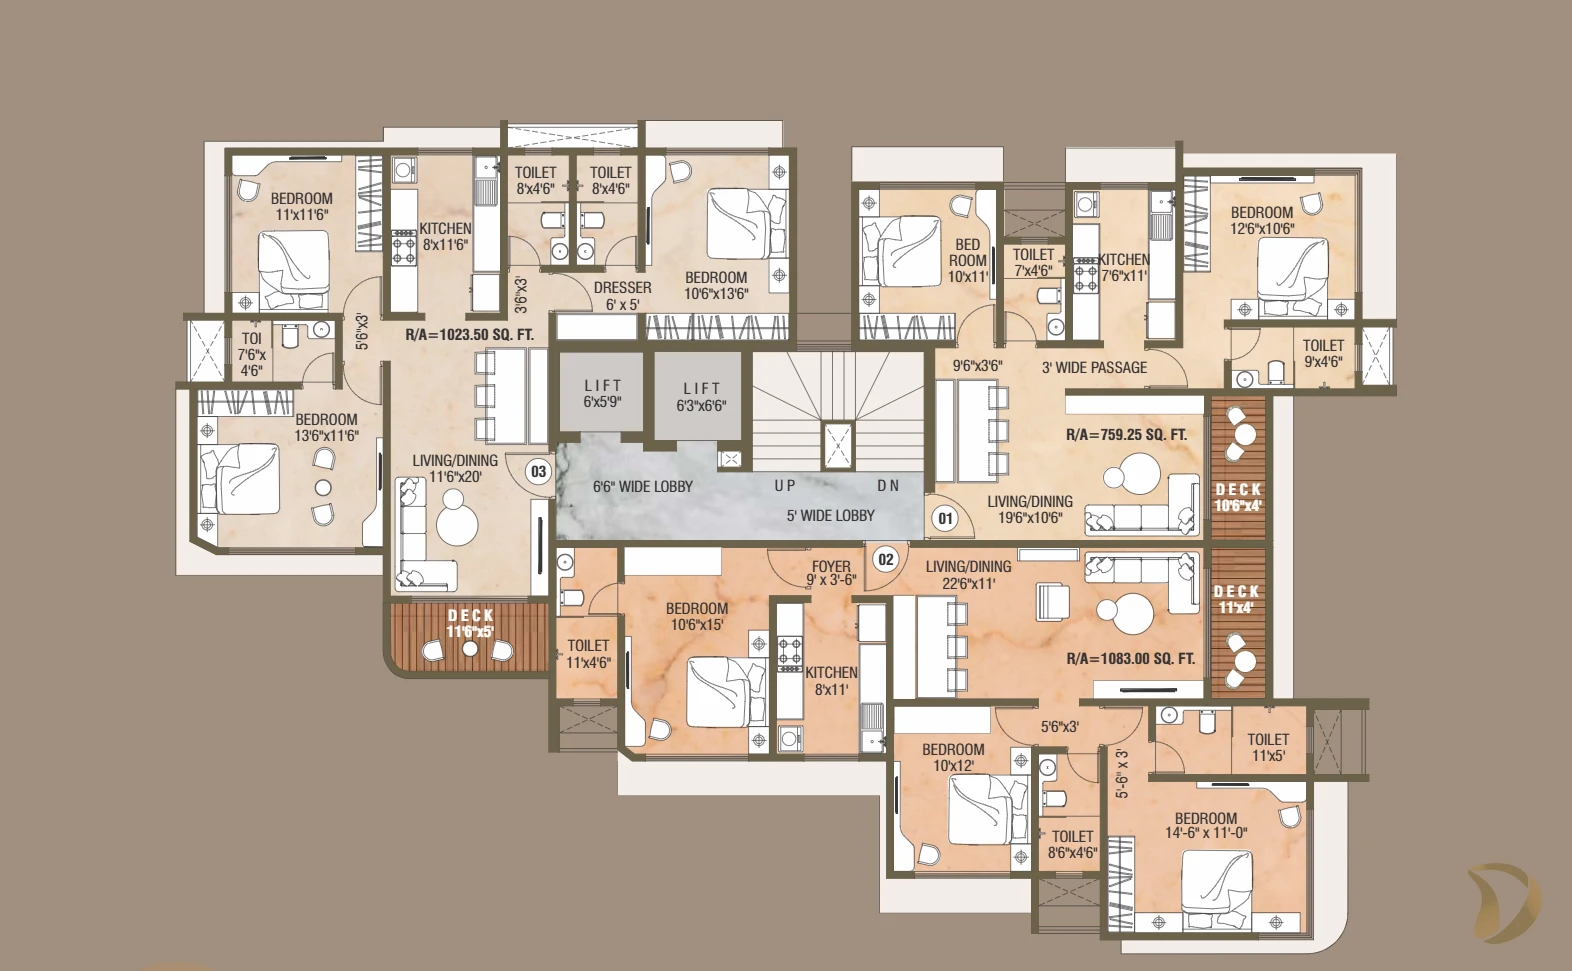 BEDROOM
11'x11'6"
KITCHEN
8'x11'6"
TOILET
8'x4'6"
TOILET
8'x4'6"
BEDROOM
10'6"x13'6"
DRESSER
6' x 5'
3'6"x3'
5'6"x3'
R/A=1023.50 SQ. FT.
TOI
7'6"x
4'6"
BEDROOM
13'6"x11'6"
LIVING/DINING
11'6"x20'
03
DECK
11'6"x5'
LIFT
6'x5'9"
LIFT
6'3"x6'6"
6'6" WIDE LOBBY
UP
DN
5' WIDE LOBBY
BED
ROOM
10'x11'
TOILET
7'x4'6"
KITCHEN
7'6"x11'
BEDROOM
12'6"x10'6"
TOILET
9'x4'6"
9'6"x3'6"
3' WIDE PASSAGE
R/A=759.25 SQ. FT.
LIVING/DINING
19'6"x10'6"
01
DECK
10'6"x4'
02
FOYER
9' x 3'-6"
LIVING/DINING
22'6"x11'
DECK
11'x4'
R/A=1083.00 SQ. FT.
BEDROOM
10'6"x15'
TOILET
11'x4'6"
KITCHEN
8'x11'
5'6"x3'
BEDROOM
10'x12'
TOILET
8'6"x4'6"
5'-6" x 3'
TOILET
11'x5'
BEDROOM
14'-6" x 11'-0"